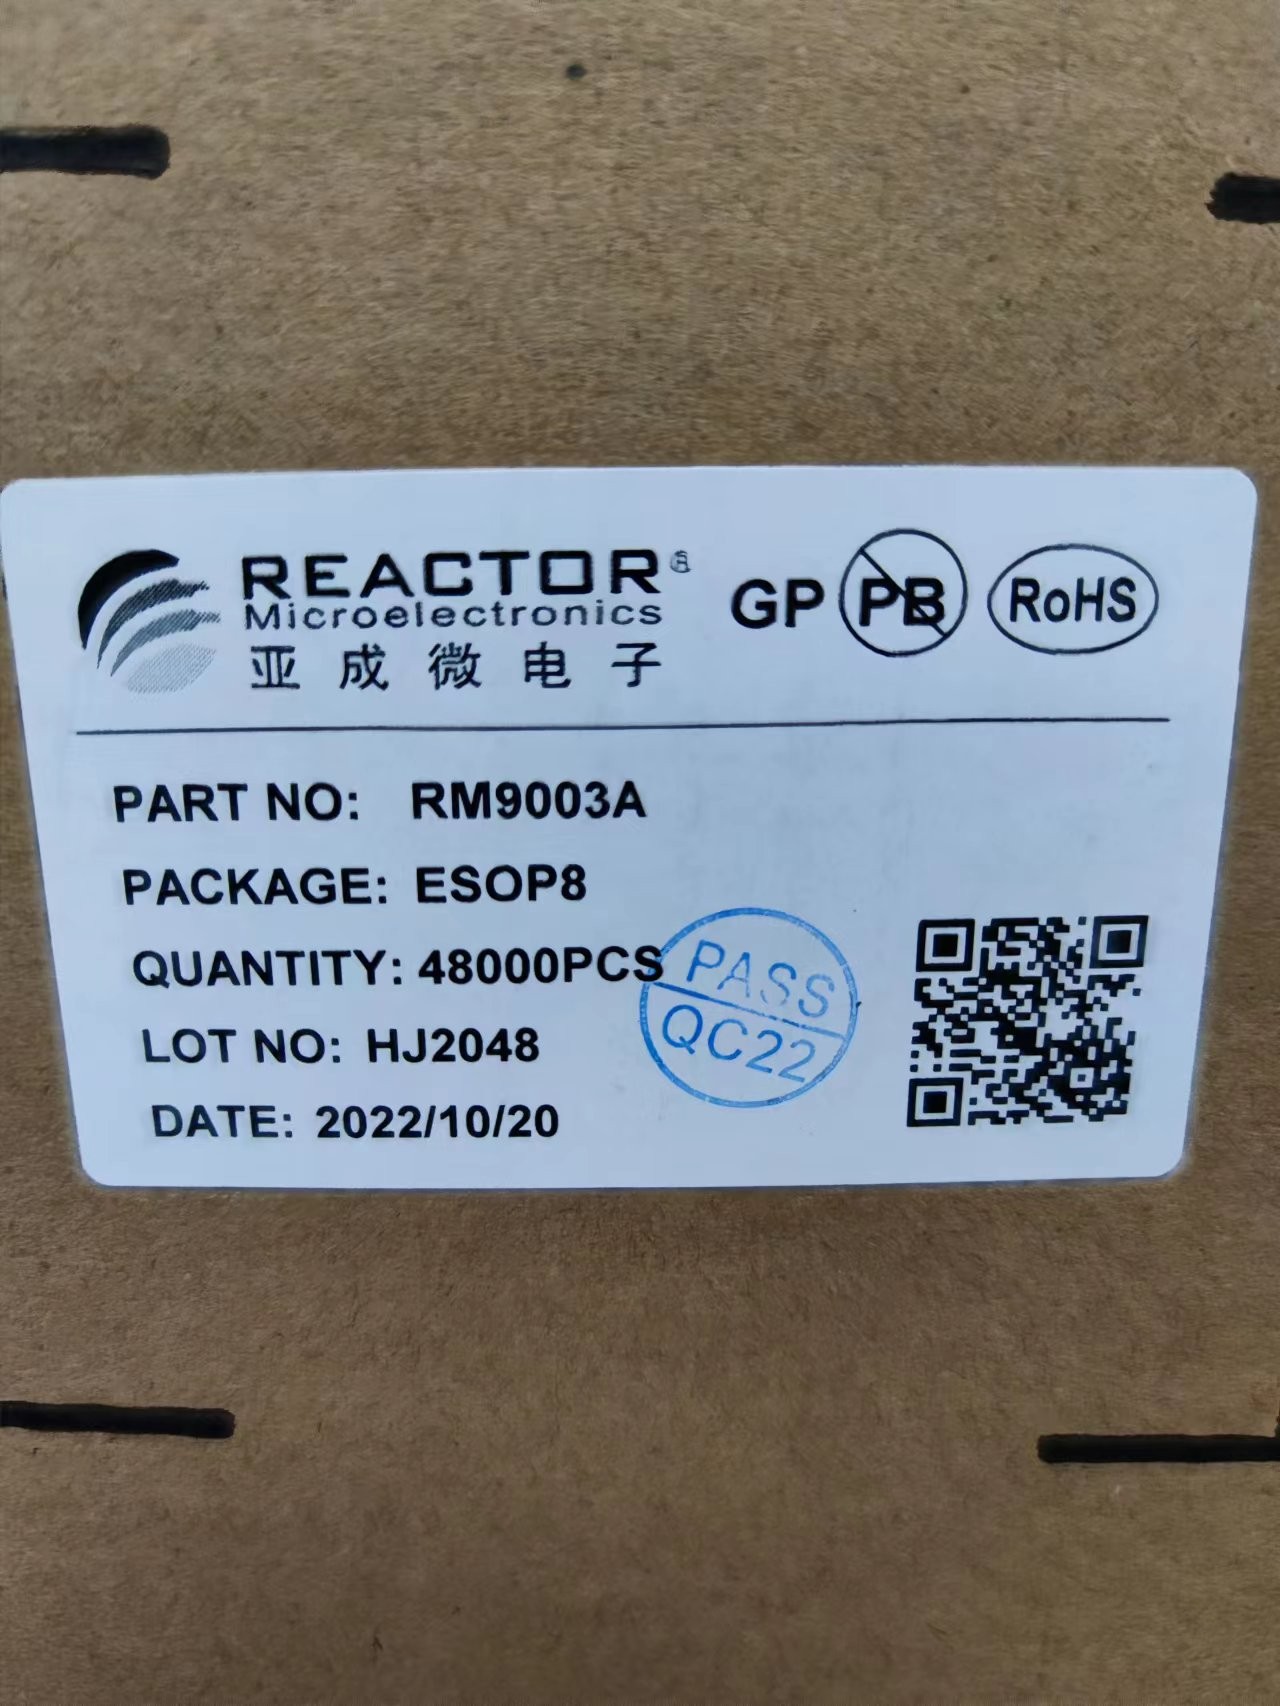 REACTOR®
Microelectronics
亚成微电子
GP PB RoHS
PART NO: RM9003A
PACKAGE: ESOP8
QUANTITY: 48000PCS
LOT NO: HJ2048
DATE: 2022/10/20
PASS
QC22